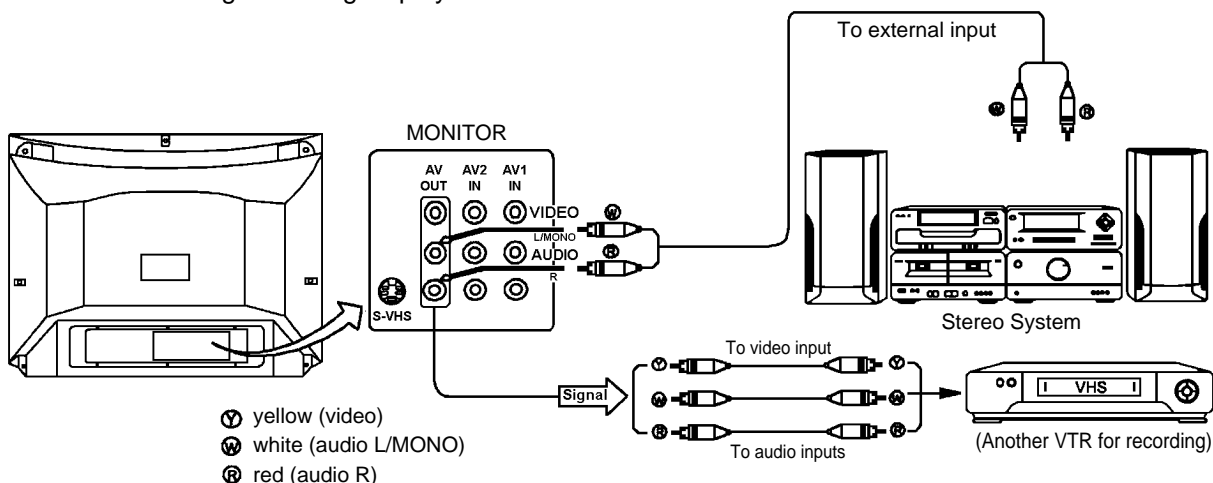 To external input
W
R
MONITOR
AV OUT
AV2 IN
AV1 IN
VIDEO
L/MONO
AUDIO
R
S-VHS
W
R
Stereo System
Signal
To video input
Y
Y
W
W
R
R
To audio inputs
VHS
(Another VTR for recording)
Y yellow (video)
W white (audio L/MONO)
R red (audio R)